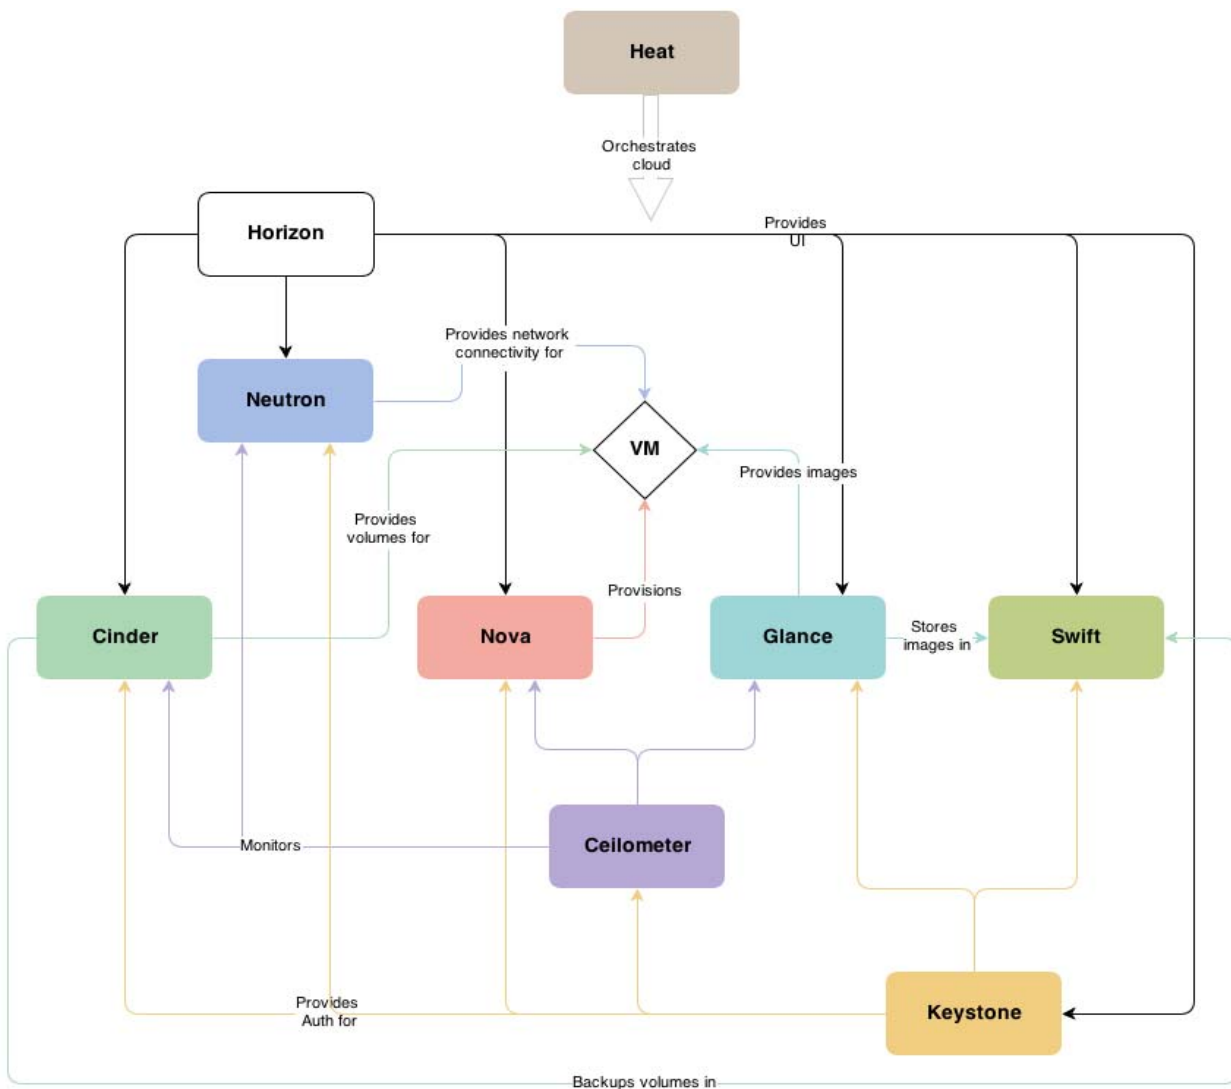 Heat
Orchestrates
cloud
Horizon
Provides
UI
Provides network
connectivity for
Neutron
VM
Provides images
Provides
volumes for
Provisions
Cinder
Nova
Glance
Stores
images in
Swift
Ceilometer
Monitors
Provides
Auth for
Keystone
Backups volumes in